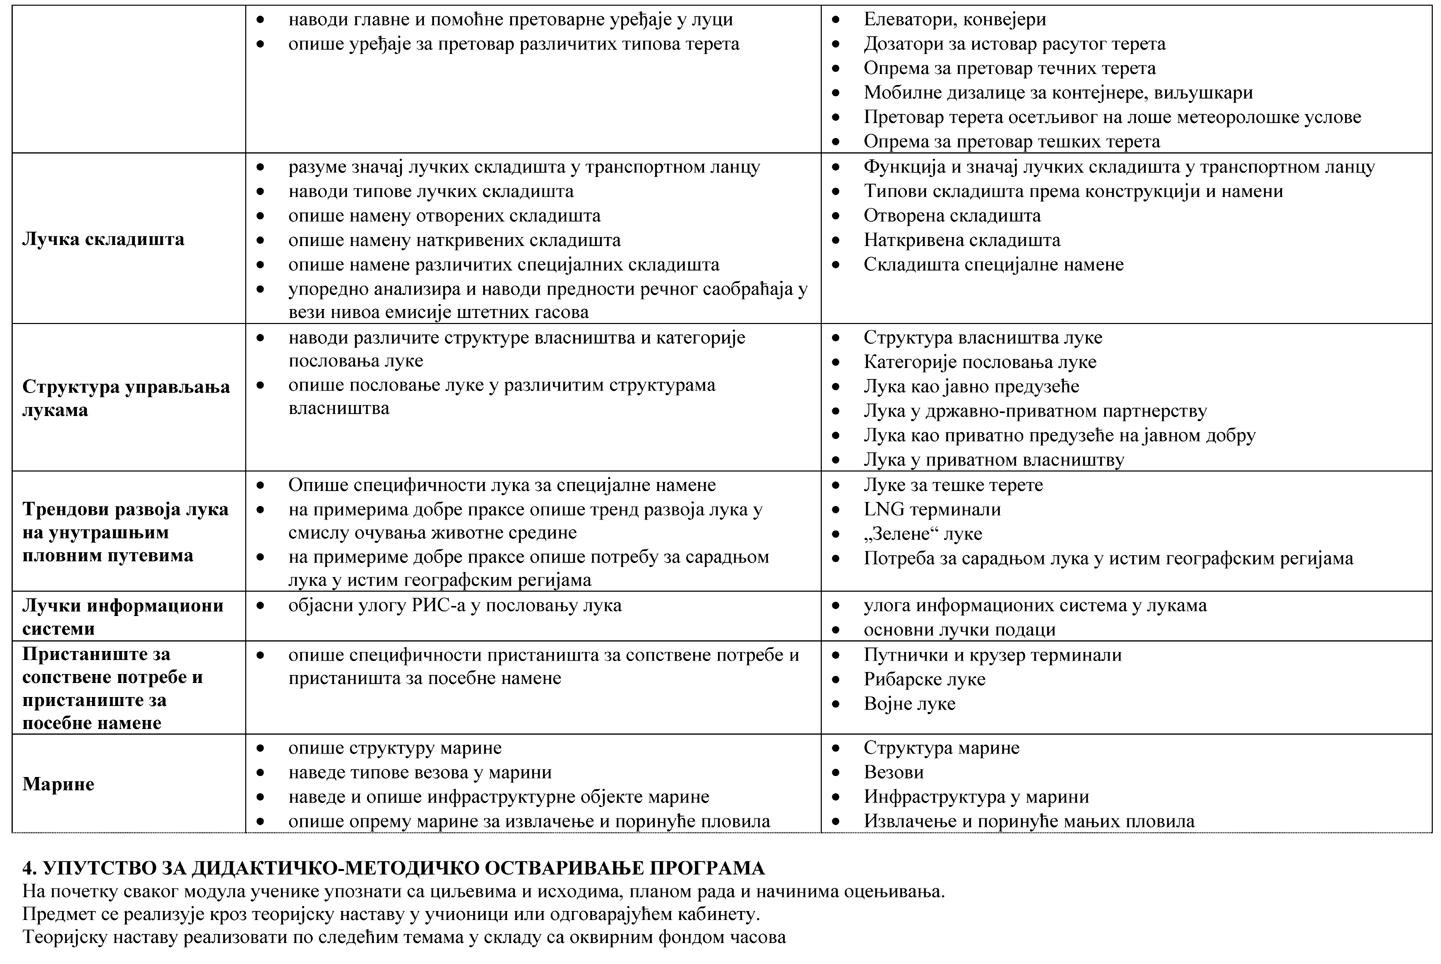 • наводи главне и помоћне претоварне уређаје у луци
• опише уређаје за претовар различитих типова терета
• Елеватори, конвејери
• Дозатори за истовар расутог терета
• Опрема за претовар течних терета
• Мобилне дизалице за контејнере, виљушкари
• Претовар терета осетљивог на лоше метеоролошке услове
• Опрема за претовар тешких терета
Лучка складишта
• разуме значај лучких складишта у транспортном ланцу
• наводи типове лучких складишта
• опише намену отворених складишта
• опише намену наткривених складишта
• опише намене различитих специјалних складишта
• упоредно анализира и наводи предности речног саобраћаја у
вези нивоа емисије штетних гасова
• Функција и значај лучких складишта у транспортном ланцу
• Типови складишта према конструкцији и намени
• Отворена складишта
• Наткривена складишта
• Складишта специјалне намене
Структура управљања
лукама
• наводи различите структуре власништва и категорије
пословања луке
• опише пословање луке у различитим структурама
власништва
• Структура власништва луке
• Категорије пословања луке
• Лука као јавно предузеће
• Лука у државно-приватном партнерству
• Лука као приватно предузеће на јавном добру
• Лука у приватном власништву
Трендови развоја лука
на унутрашњим
пловним путевима
• Опише специфичности лука за специјалне намене
• на примерима добре праксе опише тренд развоја лука у
смислу очувања животне средине
• на примериме добре праксе опише потребу за сарадњом
лука у истим географским регијама
• Луке за тешке терете
• LNG терминали
• „Зелене“ луке
• Потреба за сарадњом лука у истим географским регијама
Лучки информациони
системи
• објасни улогу РИС-а у пословању лука
• улога информационих система у лукама
• основни лучки подаци
Пристаниште за
сопствене потребе и
пристаниште за
посебне намене
• опише специфичности пристаништа за сопствене потребе и
пристаништа за посебне намене
• Путнички и крузер терминали
• Рибарске луке
• Војне луке
Марине
• опише структуру марине
• наведе типове везова у марини
• наведе и опише инфраструктурне објекте марине
• опише опрему марине за извлачење и поринуће пловила
• Структура марине
• Везови
• Инфраструктура у марини
• Извлачење и поринуће мањих пловила
4. УПУТСТВО ЗА ДИДАКТИЧКО-МЕТОДИЧКО ОСТВАРИВАЊЕ ПРОГРАМА
На почетку сваког модула ученике упознати са циљевима и исходима, планом рада и начинима оцењивања.
Предмет се реализује кроз теоријску наставу у учионици или одговарајућем кабинету.
Теоријску наставу реализовати по следећим темама у складу са оквирним фондом часова